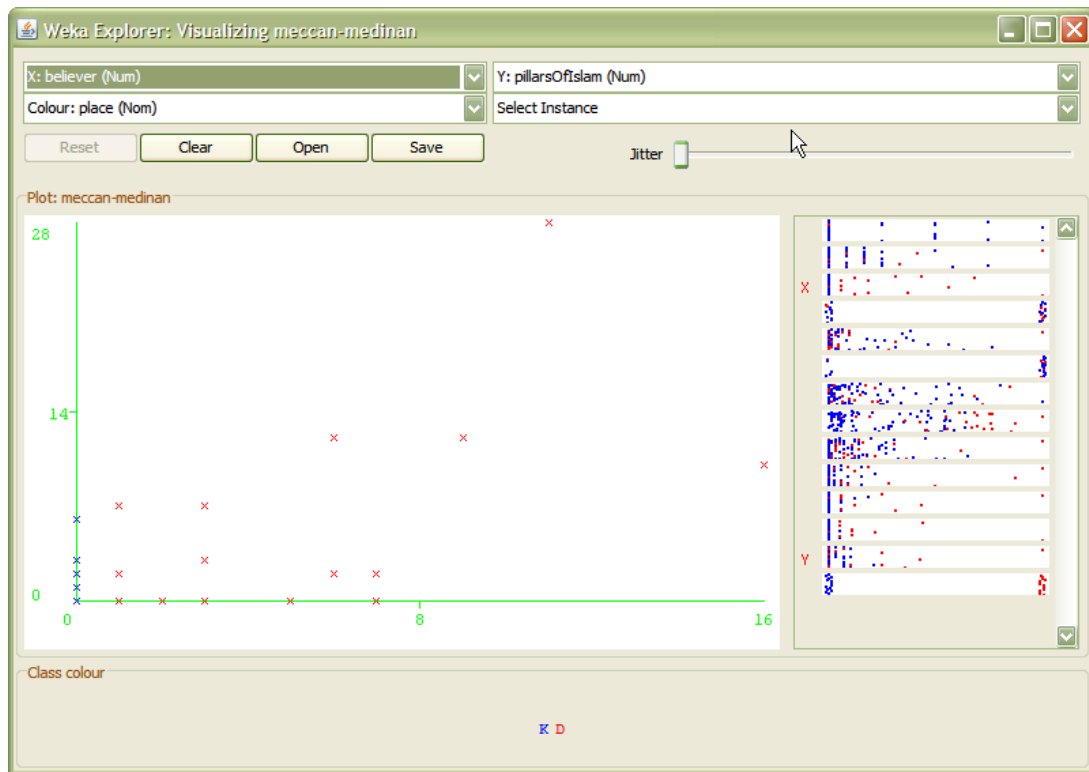 Weka Explorer: Visualizing meccan-medinan
X: believer (Num) Y: pillarsOfIslam (Num)
Colour: place (Nom) Select Instance
Reset Clear Open Save Jitter
Plot: meccan-medinan
28
14
0
0 8 16
X
Y
Class colour
K D